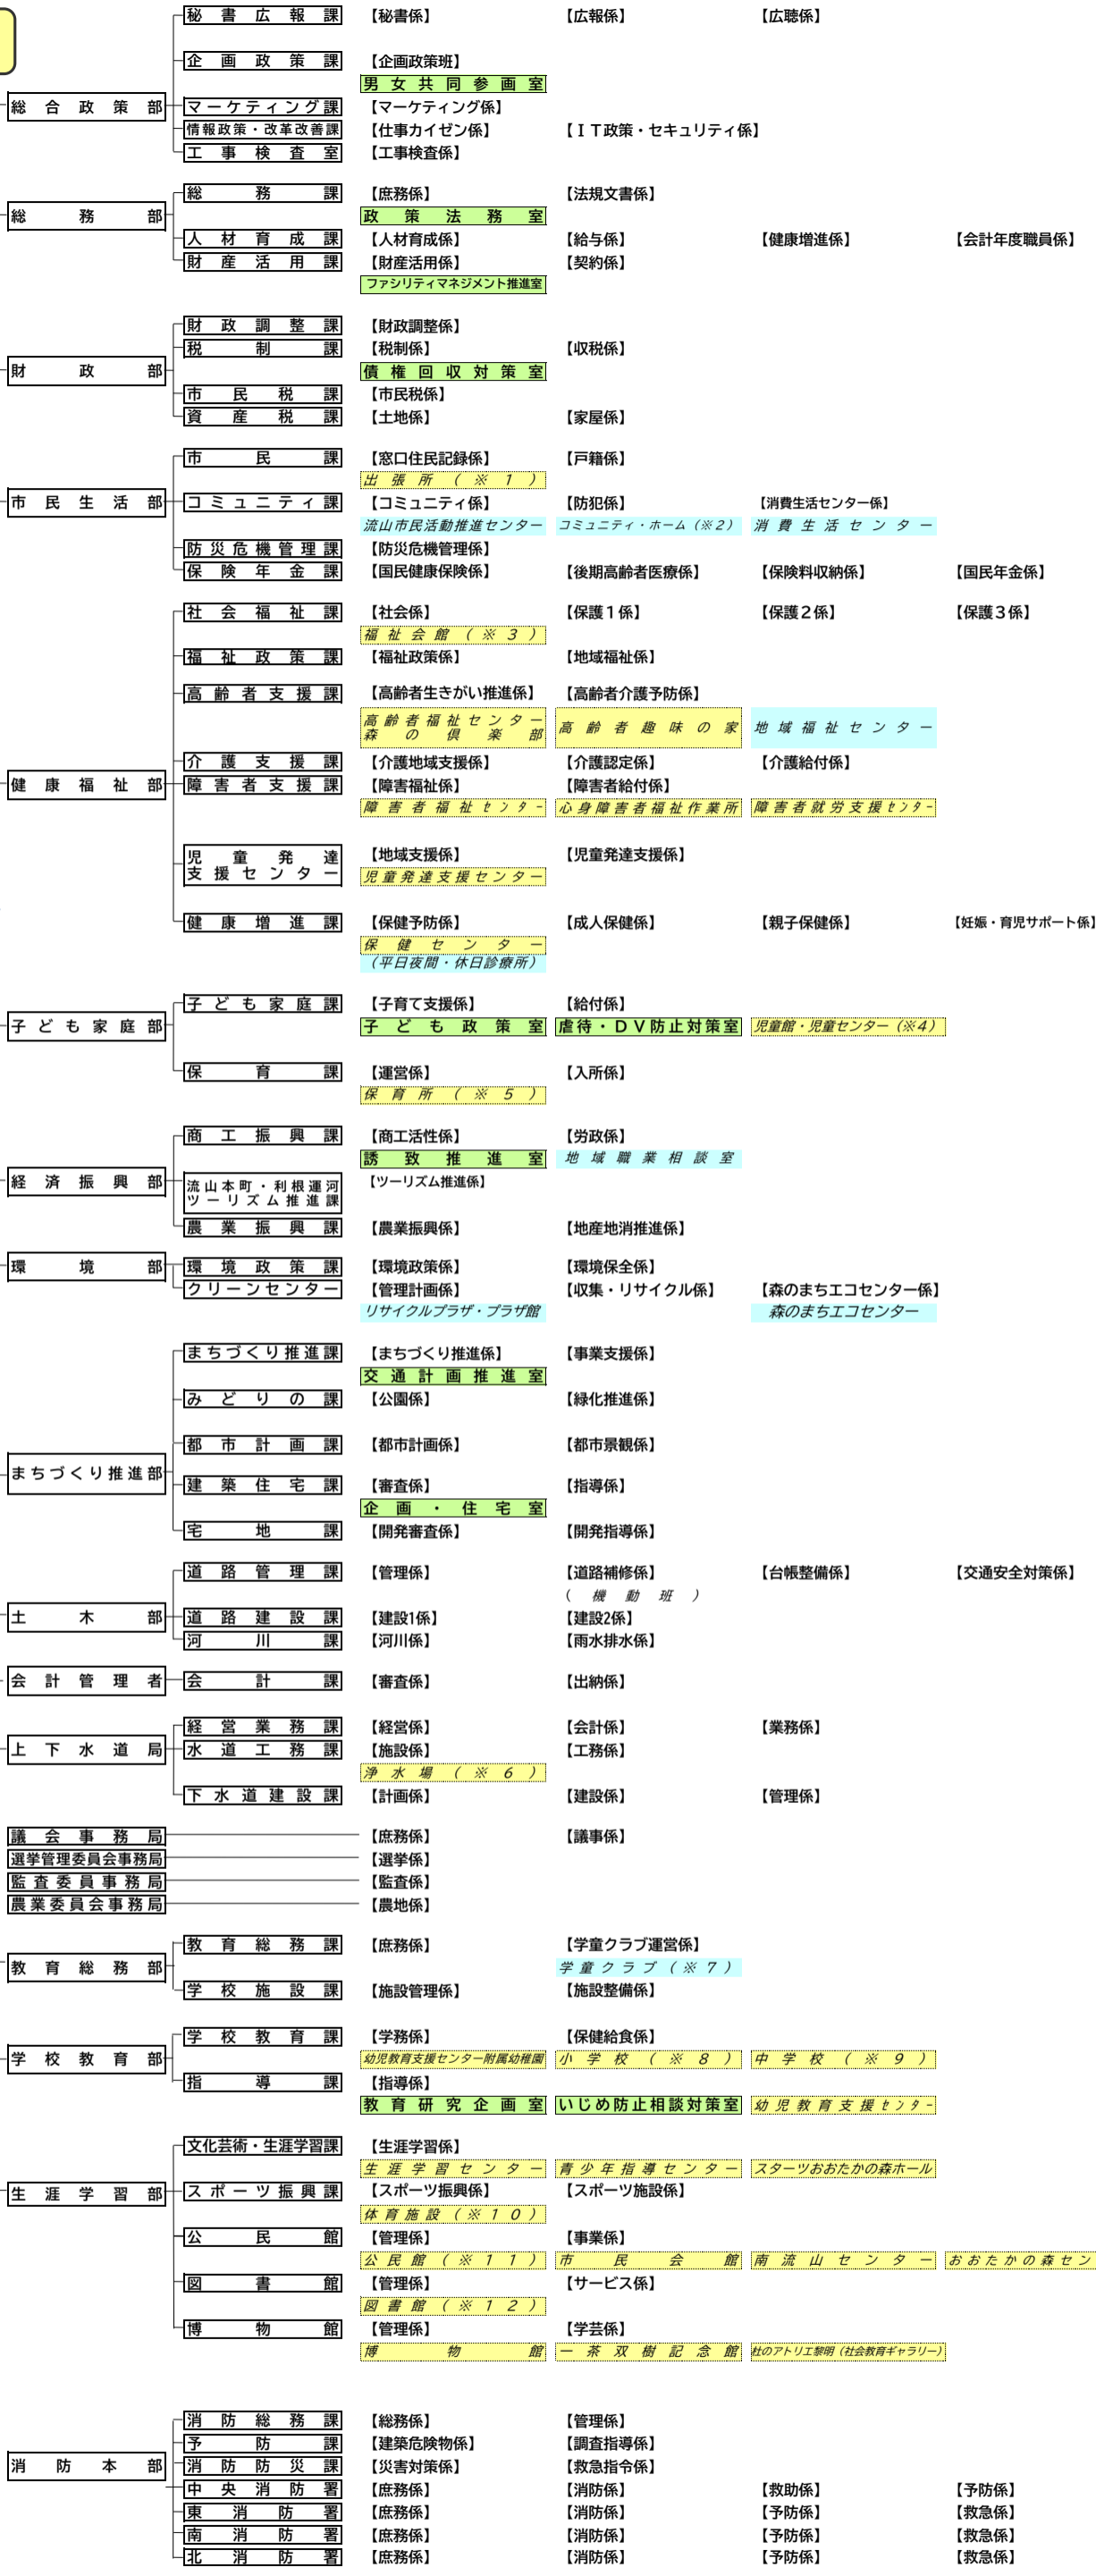 秘書広報課 【秘書係】 【広報係】 【広聴係】
企画政策課 【企画政策班】
男女共同参画室
総合政策部 マーケティング課 【マーケティング係】
情報政策・改革改善課 【仕事カイゼン係】 【ＩＴ政策・セキュリティ係】
工事検査室 【工事検査係】
総務課 【庶務係】 【法規文書係】
総務部 政策法務室
人材育成課 【人材育成係】 【給与係】 【健康増進係】 【会計年度職員係】
財産活用課 【財産活用係】 【契約係】
ファシリティマネジメント推進室
財政調整課 【財政調整係】
税制課 【税制係】 【収税係】
財政部 債権回収対策室
市民税課 【市民税係】
資産税課 【土地係】 【家屋係】
市民課 【窓口住民記録係】 【戸籍係】
出張所（※１）
市民生活部 コミュニティ課 【コミュニティ係】 【防犯係】 【消費生活センター係】
流山市民活動推進センター コミュニティ・ホーム（※２） 消費生活センター
防災危機管理課 【防災危機管理係】
保険年金課 【国民健康保険係】 【後期高齢者医療係】 【保険料収納係】 【国民年金係】
社会福祉課 【社会係】 【保護１係】 【保護２係】 【保護３係】
福祉会館（※３）
福祉政策課 【福祉政策係】 【地域福祉係】
高齢者支援課 【高齢者生きがい推進係】 【高齢者介護予防係】
高齢者福祉センター
森の倶楽部 高齢者趣味の家 地域福祉センター
介護支援課 【介護地域支援係】 【介護認定係】 【介護給付係】
健康福祉部 障害者支援課 【障害福祉係】 【障害者給付係】
障害者福祉ｾﾝﾀｰ 心身障害者福祉作業所 障害者就労支援ｾﾝﾀｰ
児童発達
支援センター 【地域支援係】 【児童発達支援係】
児童発達支援センター
健康増進課 【保健予防係】 【成人保健係】 【親子保健係】 【妊娠・育児サポート係】
保健センター
（平日夜間・休日診療所）
子ども家庭課 【子育て支援係】 【給付係】
子ども家庭部 子ども政策室 虐待・ＤＶ防止対策室 児童館・児童センター（※４）
保育課 【運営係】 【入所係】
保育所（※５）
商工振興課 【商工活性係】 【労政係】
誘致推進室 地域職業相談室
経済振興部 流山本町・利根運河
ツーリズム推進課 【ツーリズム推進係】
農業振興課 【農業振興係】 【地産地消推進係】
環境部 環境政策課 【環境政策係】 【環境保全係】
クリーンセンター 【管理計画係】 【収集・リサイクル係】 【森のまちエコセンター係】
リサイクルプラザ・プラザ館 森のまちエコセンター
まちづくり推進課 【まちづくり推進係】 【事業支援係】
交通計画推進室
みどりの課 【公園係】 【緑化推進係】
都市計画課 【都市計画係】 【都市景観係】
まちづくり推進部
建築住宅課 【審査係】 【指導係】
企画・住宅室
宅地課 【開発審査係】 【開発指導係】
道路管理課 【管理係】 【道路補修係】 【台帳整備係】 【交通安全対策係】
（機動班）
土木部 道路建設課 【建設1係】 【建設2係】
河川課 【河川係】 【雨水排水係】
会計管理者 会計課 【審査係】 【出納係】
経営業務課 【経営係】 【会計係】 【業務係】
上下水道局 水道工務課 【施設係】 【工務係】
浄水場（※６）
下水道建設課 【計画係】 【建設係】 【管理係】
議会事務局 【庶務係】 【議事係】
選挙管理委員会事務局 【選挙係】
監査委員事務局 【監査係】
農業委員会事務局 【農地係】
教育総務課 【庶務係】 【学童クラブ運営係】
教育総務部 学童クラブ（※７）
学校施設課 【施設管理係】 【施設整備係】
学校教育課 【学務係】 【保健給食係】
学校教育部 幼児教育支援センター附属幼稚園 小学校（※８） 中学校（※９）
指導課 【指導係】
教育研究企画室 いじめ防止相談対策室 幼児教育支援ｾﾝﾀｰ
文化芸術・生涯学習課 【生涯学習係】
生涯学習センター 青少年指導センター スターツおおたかの森ホール
生涯学習部 スポーツ振興課 【スポーツ振興係】 【スポーツ施設係】
体育施設（※１０）
公民館 【管理係】 【事業係】
公民館（※１１） 市民会館 南流山センター おおたかの森セン
図書館 【管理係】 【サービス係】
図書館（※１２）
博物館 【管理係】 【学芸係】
博物館 一茶双樹記念館 杜のアトリエ黎明（社会教育ギャラリー）
消防総務課 【総務係】 【管理係】
予防課 【建築危険物係】 【調査指導係】
消防本部 消防防災課 【災害対策係】 【救急指令係】
中央消防署 【庶務係】 【消防係】 【救助係】 【予防係】
東消防署 【庶務係】 【消防係】 【予防係】 【救急係】
南消防署 【庶務係】 【消防係】 【予防係】 【救急係】
北消防署 【庶務係】 【消防係】 【予防係】 【救急係】